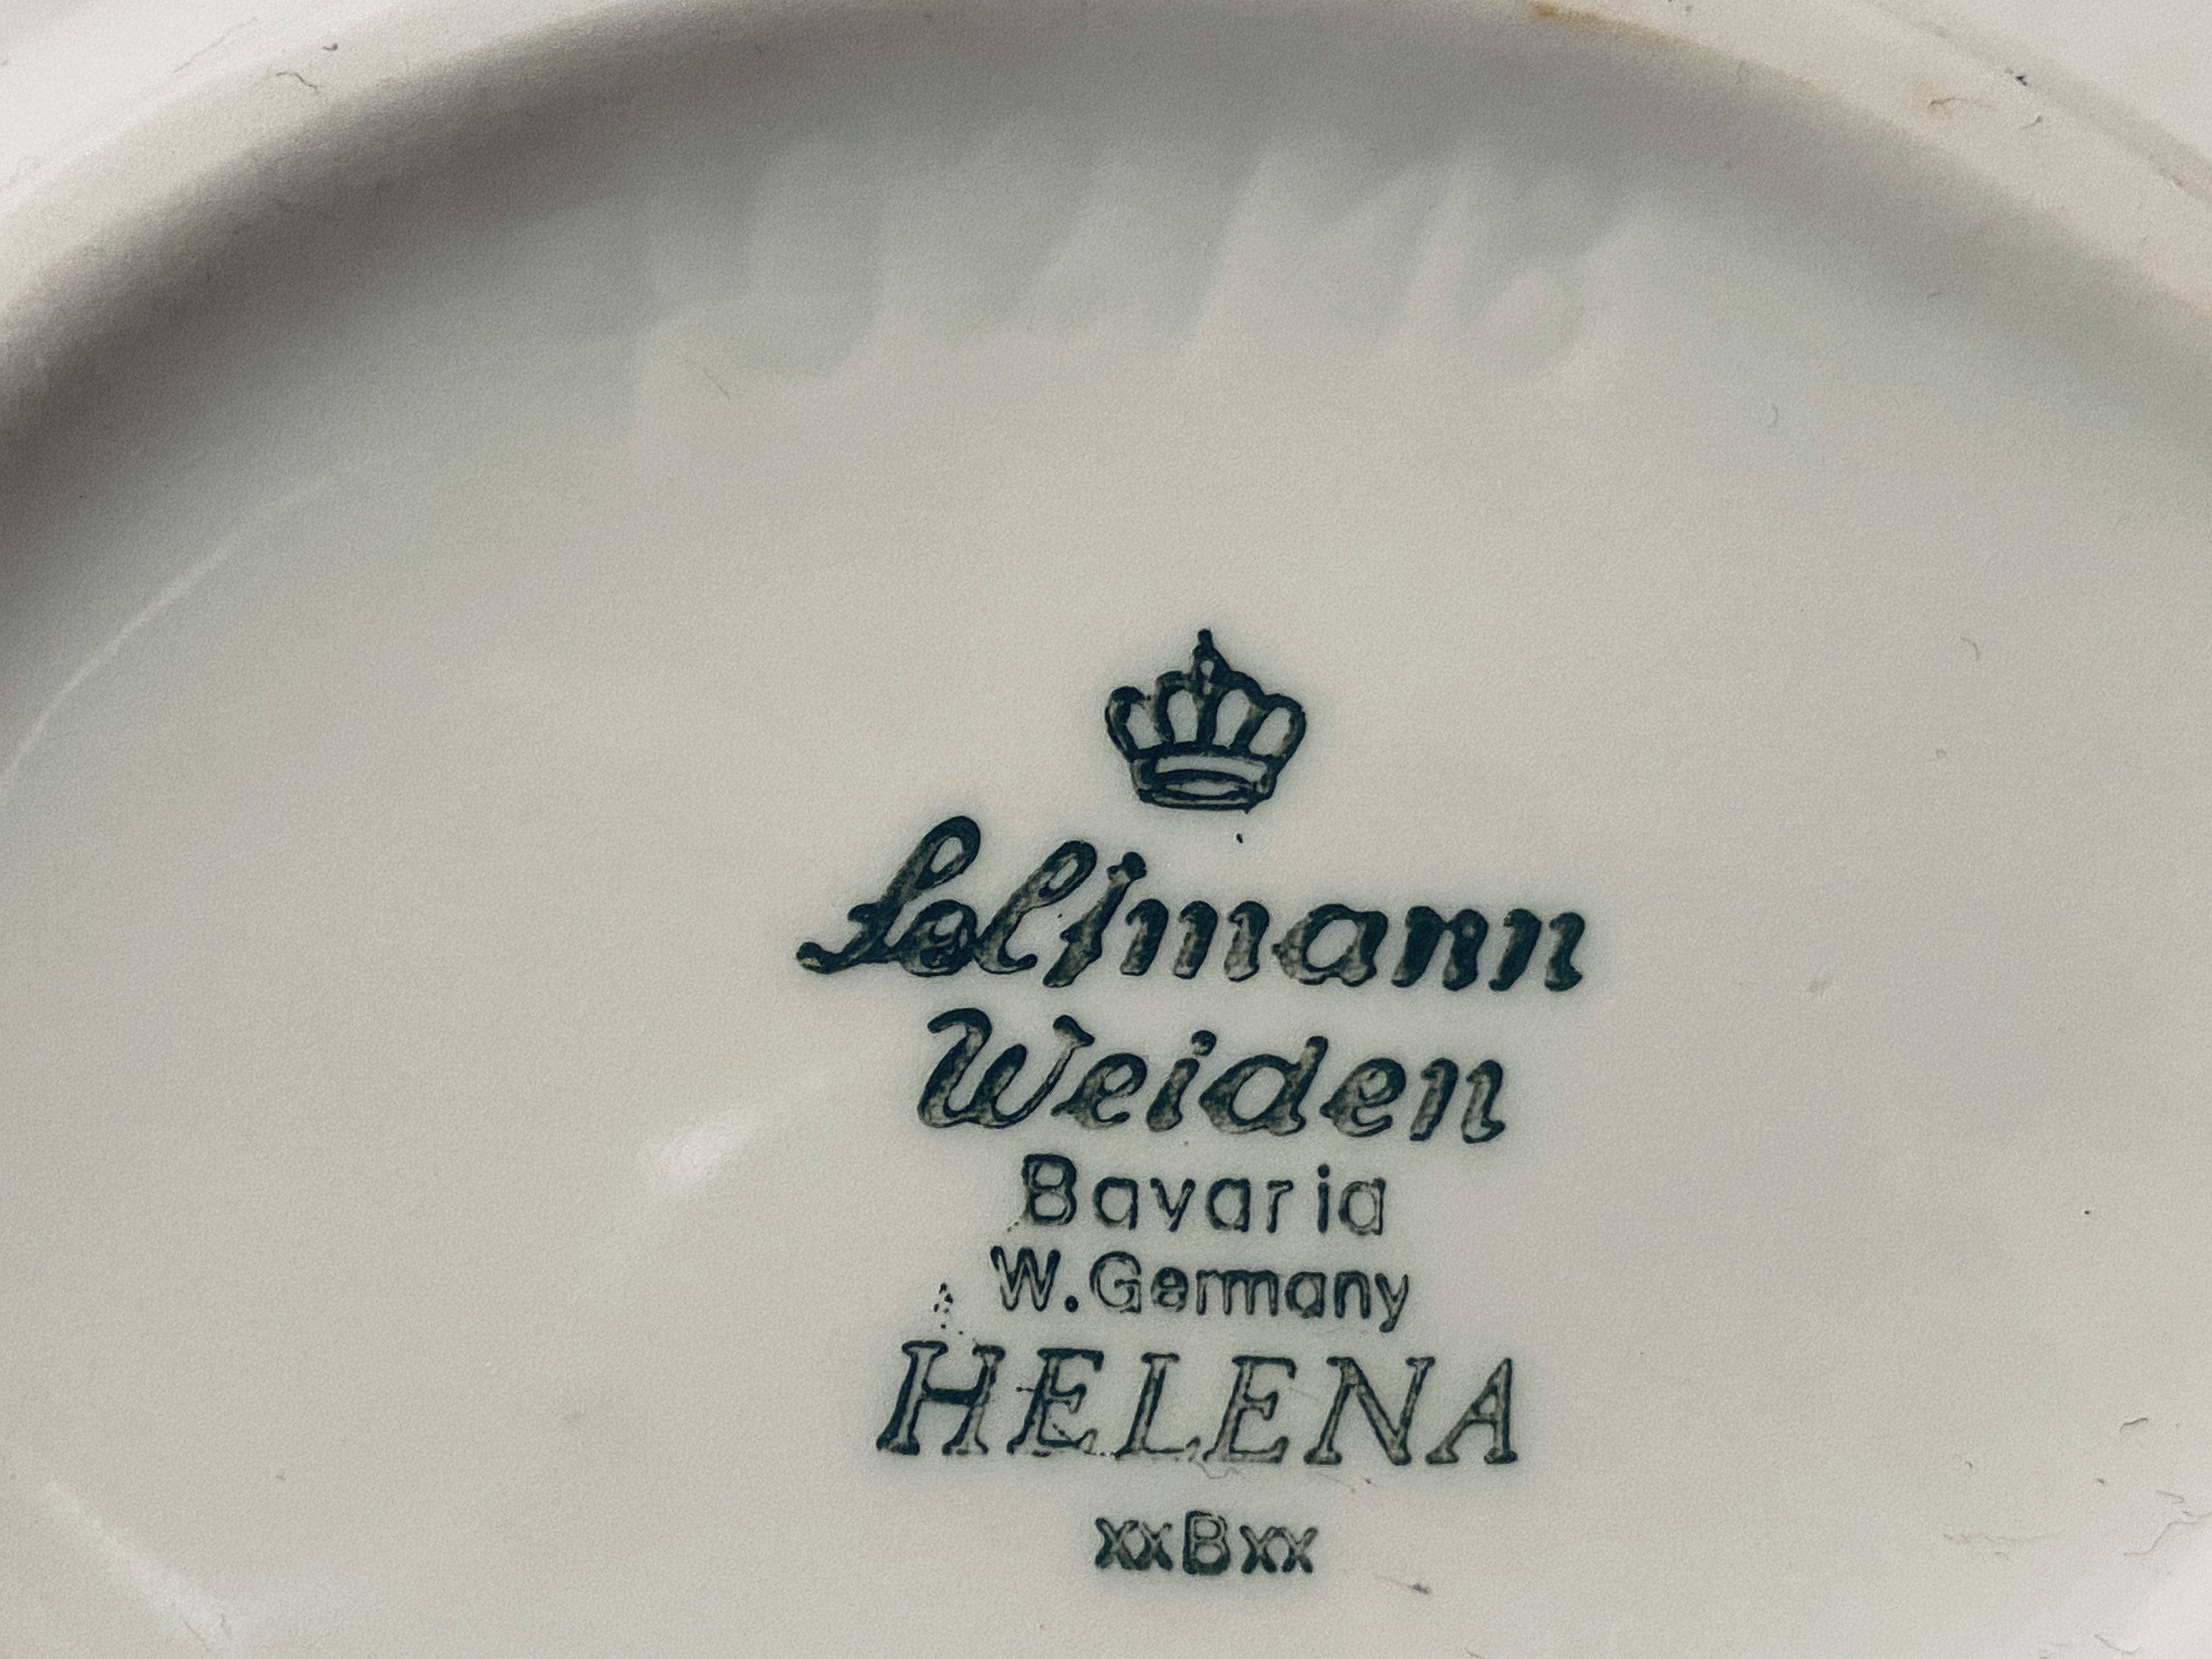 Seltmann
Weiden
Bavaria
W.Germany
HELENA
xxBxx